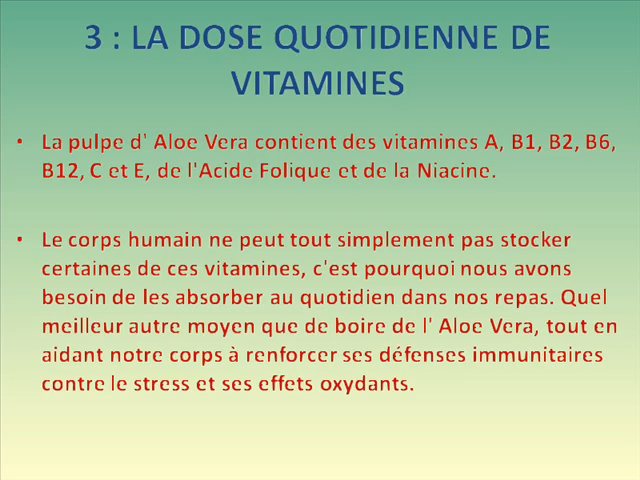 3 : LA DOSE QUOTIDIENNE DE
VITAMINES
• La pulpe d' Aloe Vera contient des vitamines A, B1, B2, B6,
B12, C et E, de l'Acide Folique et de la Niacine.
• Le corps humain ne peut tout simplement pas stocker
certaines de ces vitamines, c'est pourquoi nous avons
besoin de les absorber au quotidien dans nos repas. Quel
meilleur autre moyen que de boire de l' Aloe Vera, tout en
aidant notre corps à renforcer ses défenses immunitaires
contre le stress et ses effets oxydants.